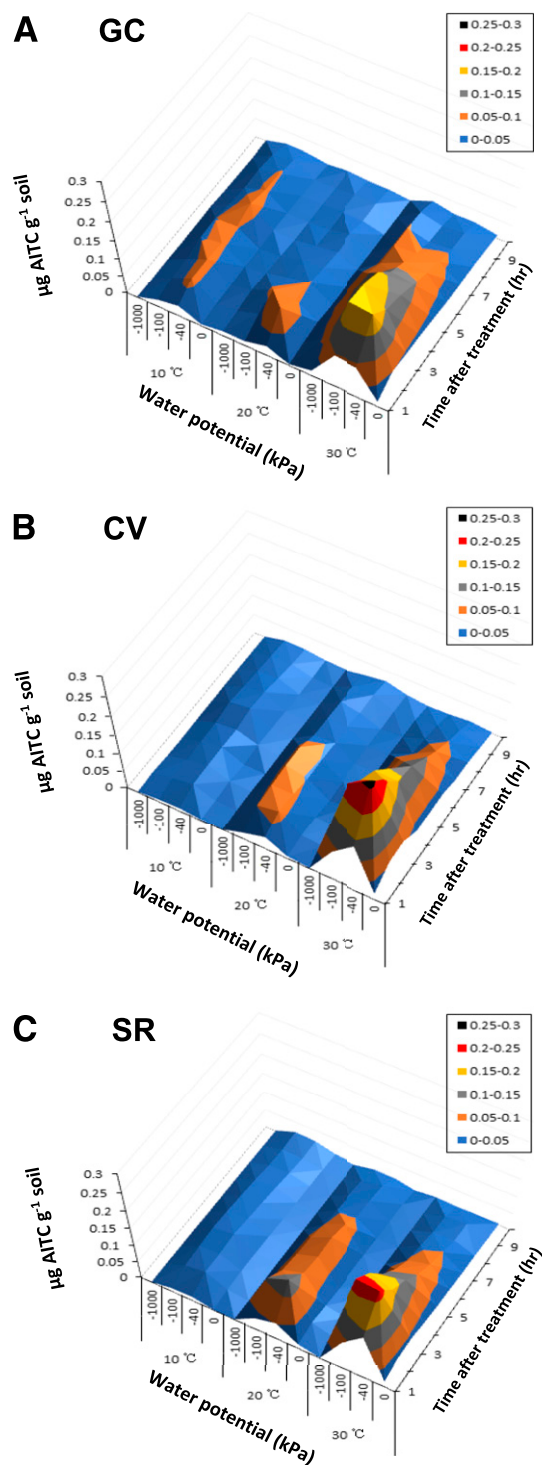 A GC
0.25-0.3
0.2-0.25
0.15-0.2
0.1-0.15
0.05-0.1
0-0.05
µg AITC g⁻¹ soil
0.3
0.25
0.2
0.15
0.1
0.05
0
-1000 -100 -40 0 -1000 -100 -40 0 -1000 -100 -40 0
10 ℃ 20 ℃ 30 ℃
Water potential (kPa)
1 3 5 7 9
Time after treatment (hr)
B CV
0.25-0.3
0.2-0.25
0.15-0.2
0.1-0.15
0.05-0.1
0-0.05
µg AITC g⁻¹ soil
0.3
0.25
0.2
0.15
0.1
0.05
0
-1000 -100 -40 0 -1000 -100 -40 0 -1000 -100 -40 0
10 ℃ 20 ℃ 30 ℃
Water potential (kPa)
1 3 5 7 9
Time after treatment (hr)
C SR
0.25-0.3
0.2-0.25
0.15-0.2
0.1-0.15
0.05-0.1
0-0.05
µg AITC g⁻¹ soil
0.3
0.25
0.2
0.15
0.1
0.05
0
-1000 -100 -40 0 -1000 -100 -40 0 -1000 -100 -40 0
10 ℃ 20 ℃ 30 ℃
Water potential (kPa)
1 3 5 7 9
Time after treatment (hr)